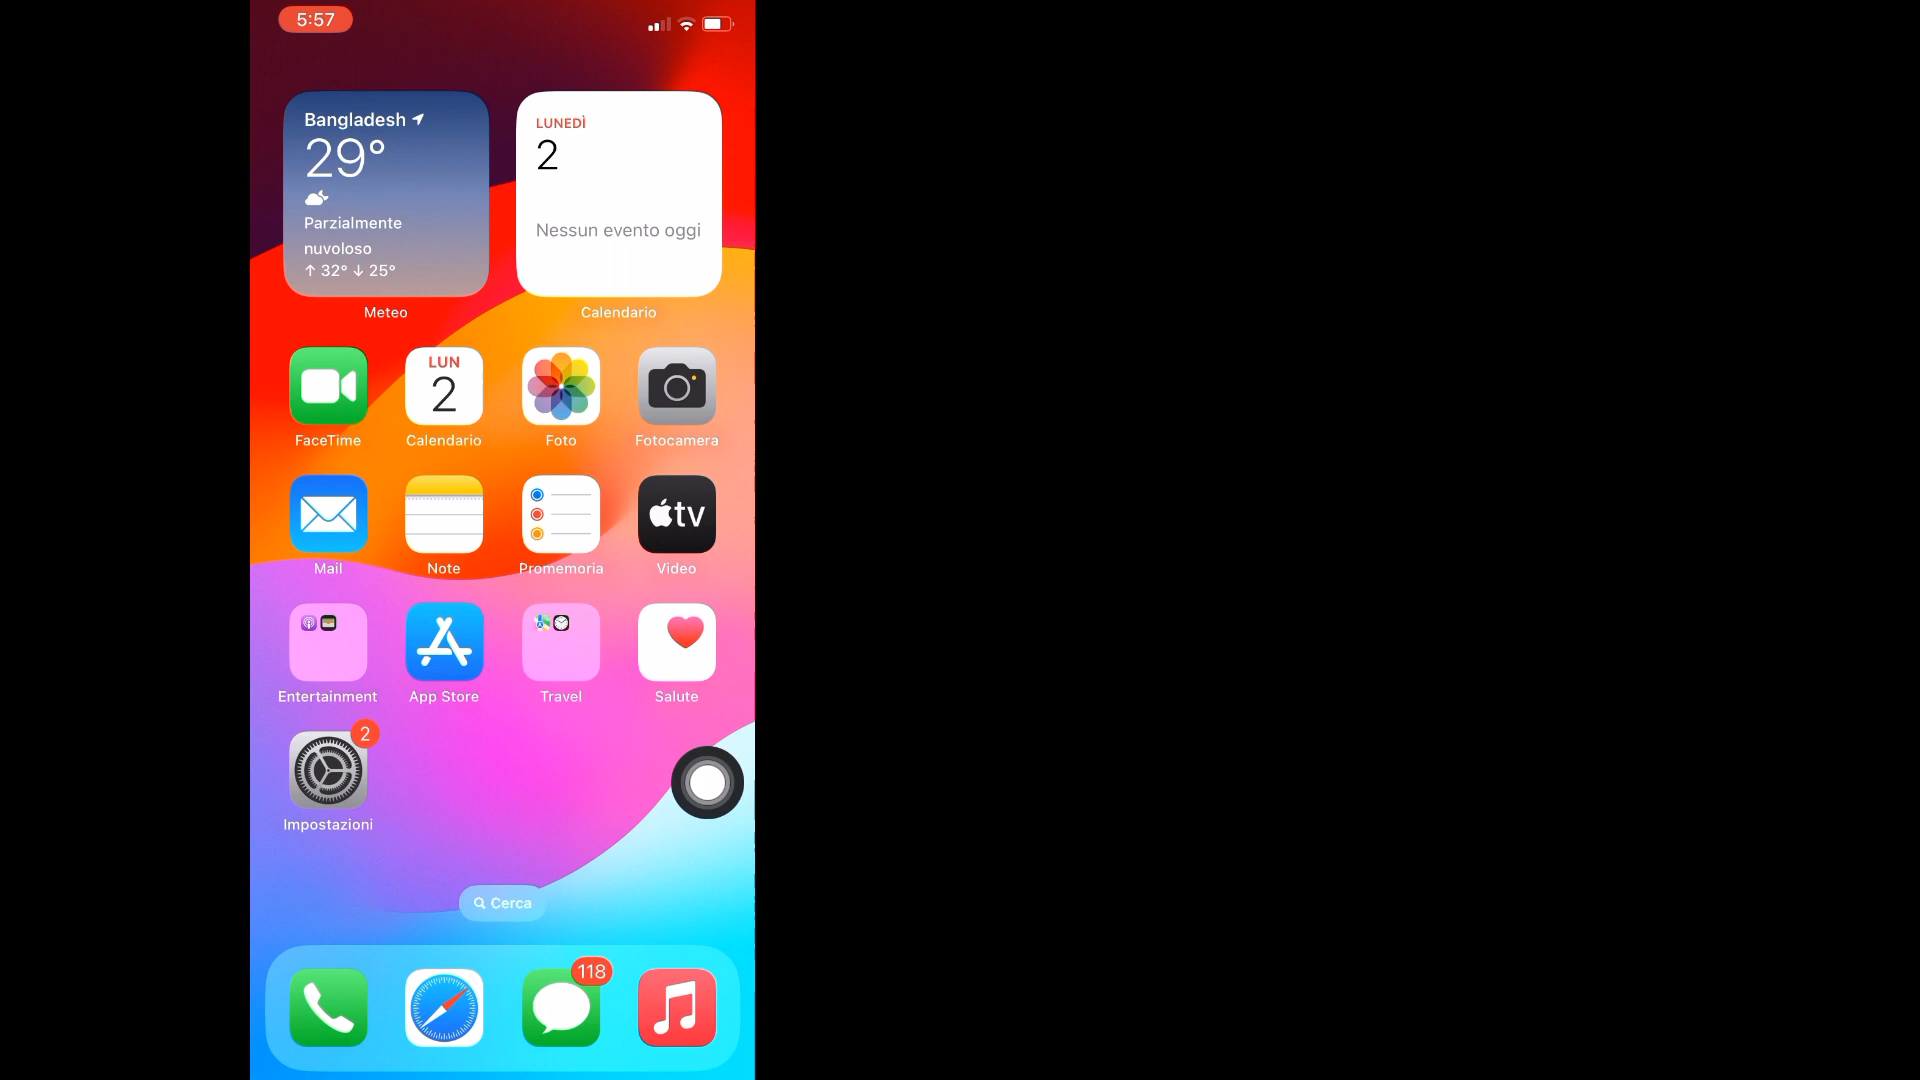 5:57
Bangladesh
29°
Parzialmente
nuvoloso
↑ 32° ↓ 25°
Meteo
LUNEDÌ
2
Nessun evento oggi
Calendario
FaceTime
LUN
2
Calendario
Foto
Fotocamera
Mail
Note
Promemoria
tv
Video
Entertainment
App Store
Travel
Salute
2
Impostazioni
Cerca
118